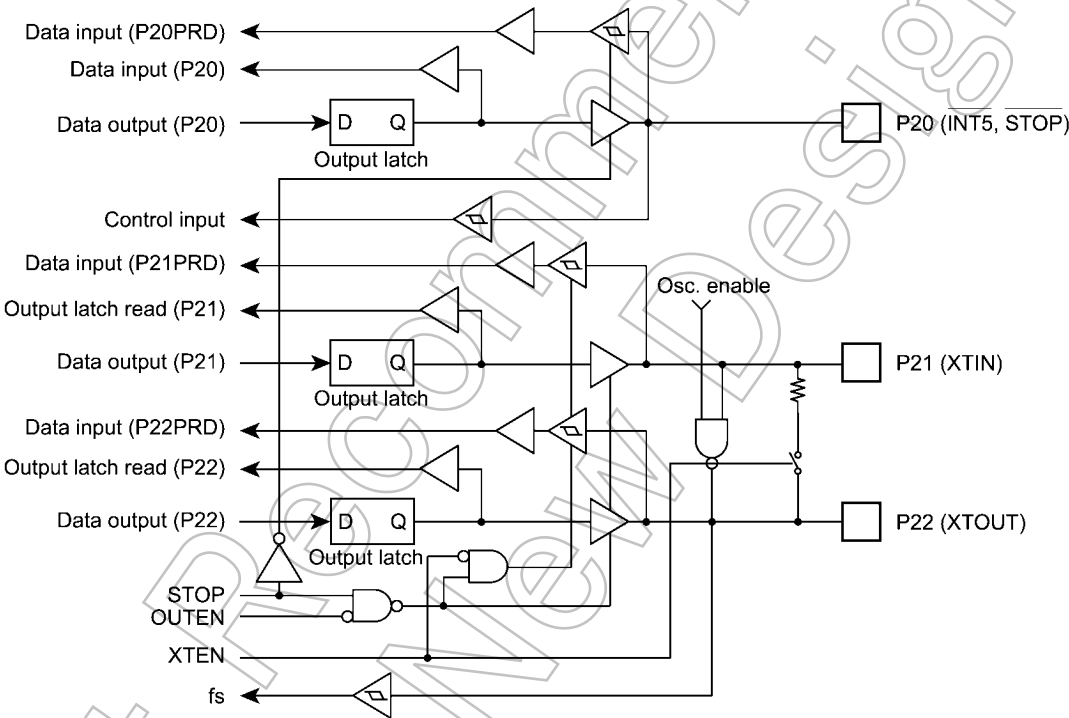 Data input (P20PRD)
Data input (P20)
Data output (P20)
D Q
Output latch
P20 (INT5, STOP)
Control input
Data input (P21PRD)
Osc. enable
Output latch read (P21)
Data output (P21)
D Q
Output latch
P21 (XTIN)
Data input (P22PRD)
Output latch read (P22)
Data output (P22)
D Q
Output latch
P22 (XTOUT)
STOP
OUTEN
XTEN
fs